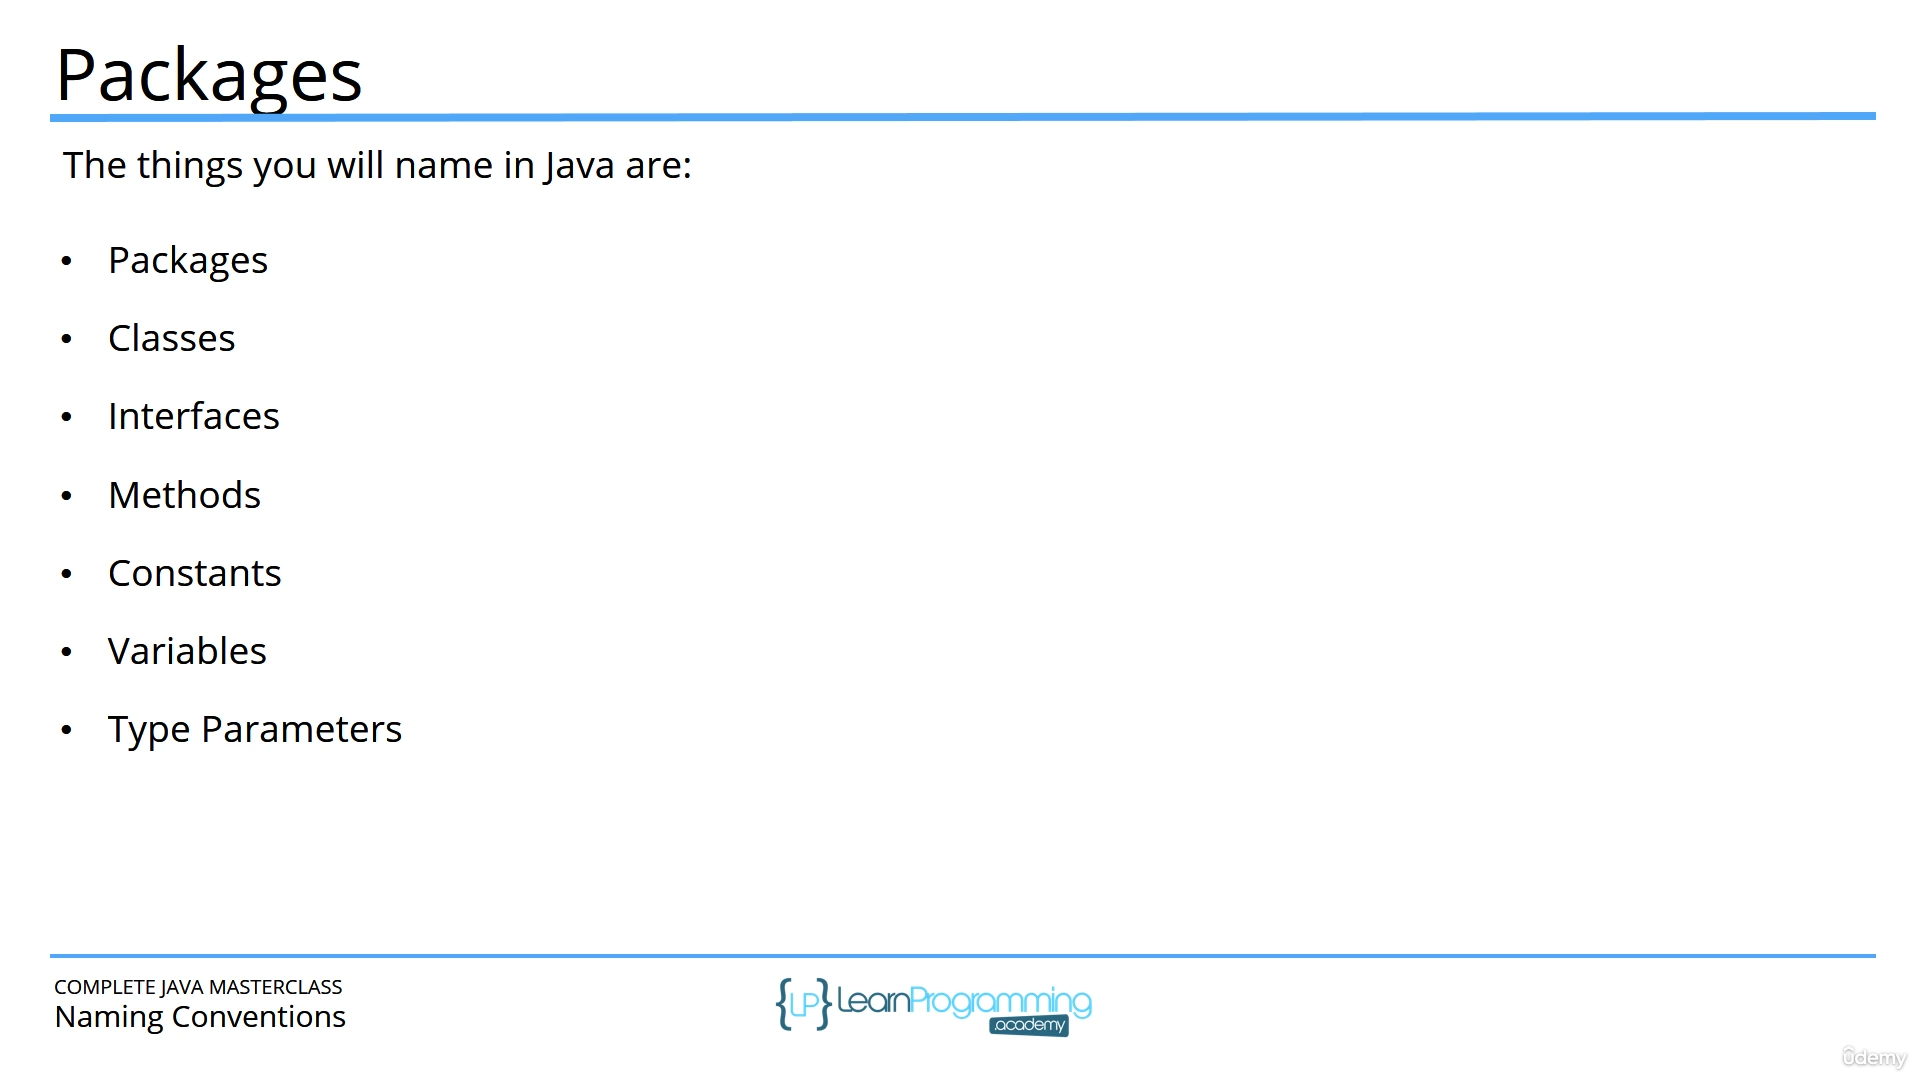 Packages
The things you will name in Java are:
• Packages
• Classes
• Interfaces
• Methods
• Constants
• Variables
• Type Parameters
COMPLETE JAVA MASTERCLASS
Naming Conventions
{LP} LearnProgramming
.academy
ûdemy